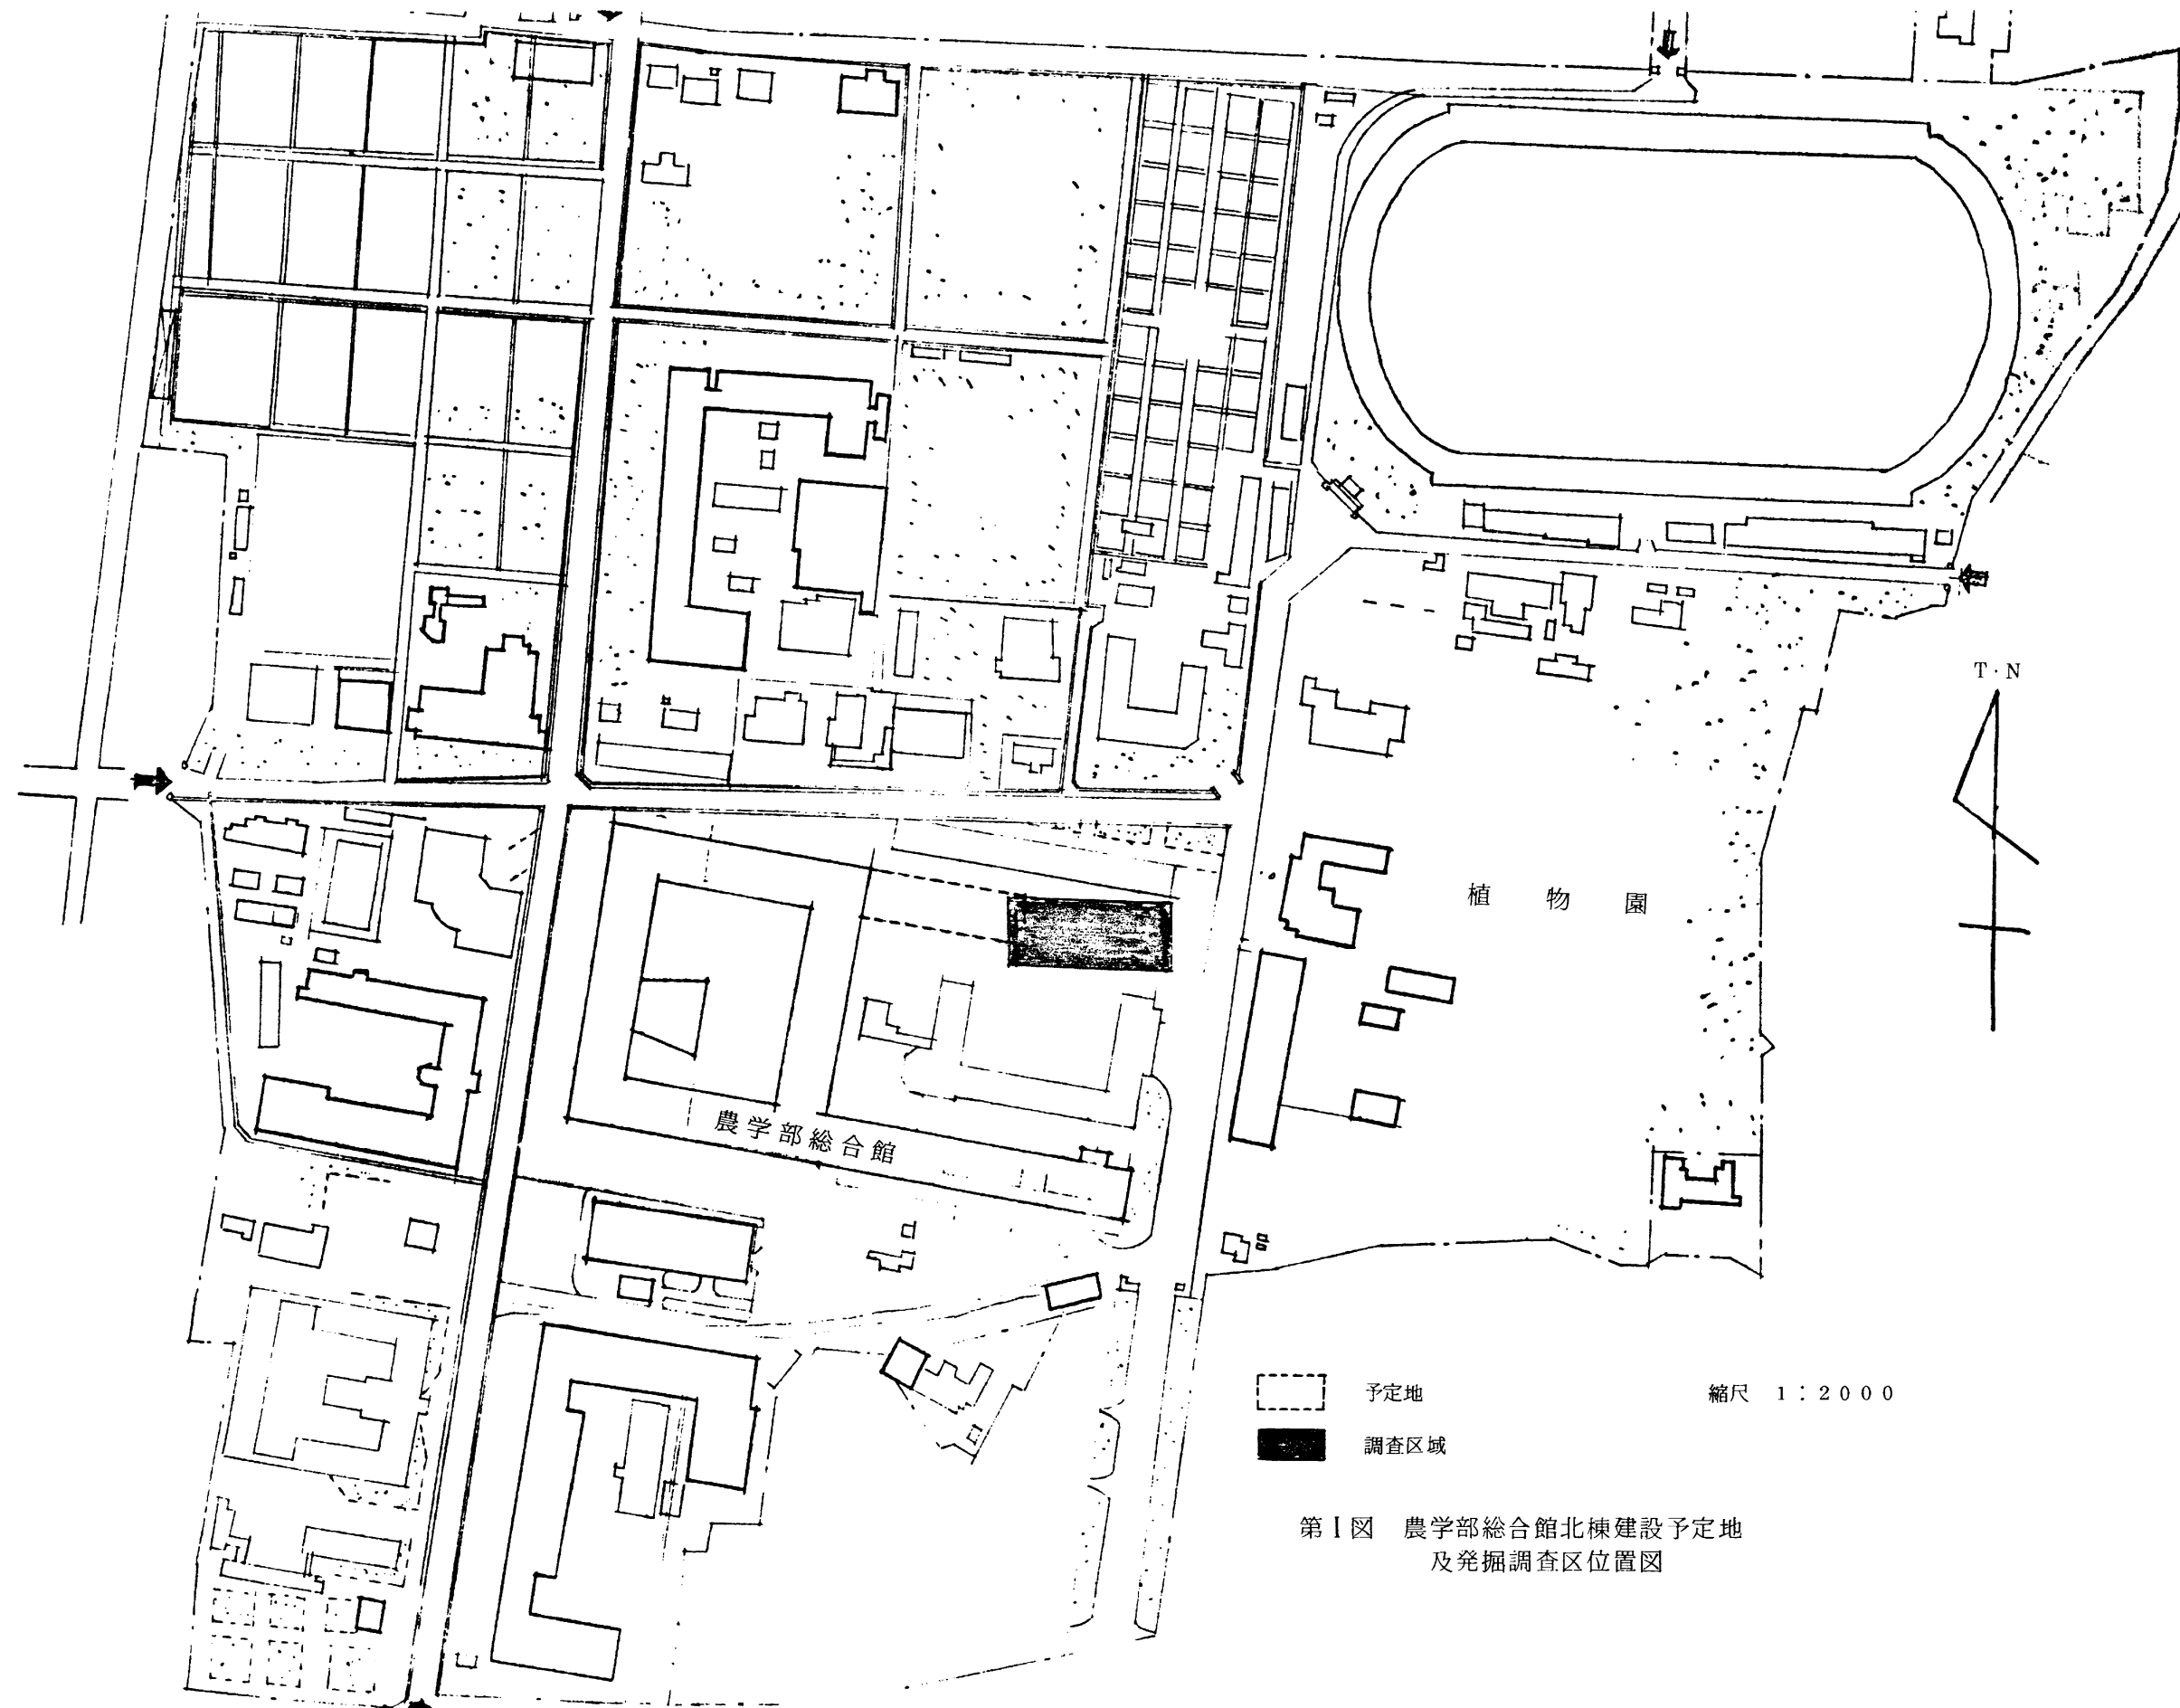 T・N
植物園
農学部総合館
予定地
縮尺 1:2000
調査区域
第1図 農学部総合館北棟建設予定地
及発掘調査区位置図